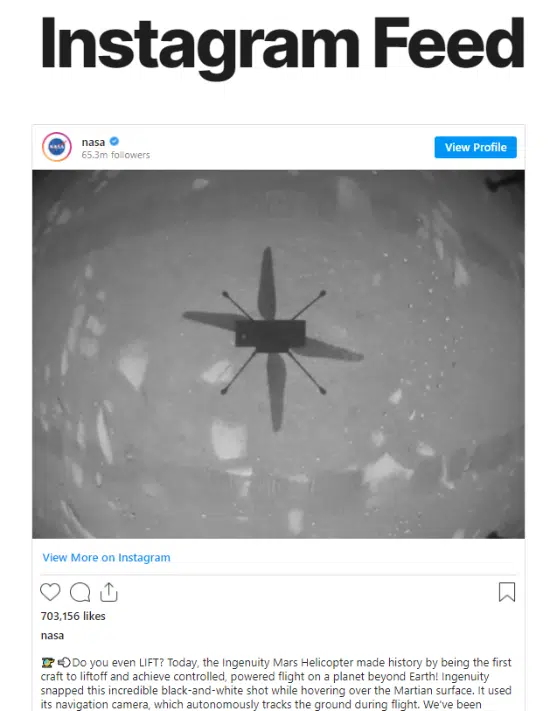 Instagram Feed
nasa
65.3m followers
View Profile
NASA
View More on Instagram
703,156 likes
nasa
Do you even LIFT? Today, the Ingenuity Mars Helicopter made history by being the first
craft to liftoff and achieve controlled, powered flight on a planet beyond Earth! Ingenuity
snapped this incredible black-and-white shot while hovering over the Martian surface. It used
its navigation camera, which autonomously tracks the ground during flight. We've been